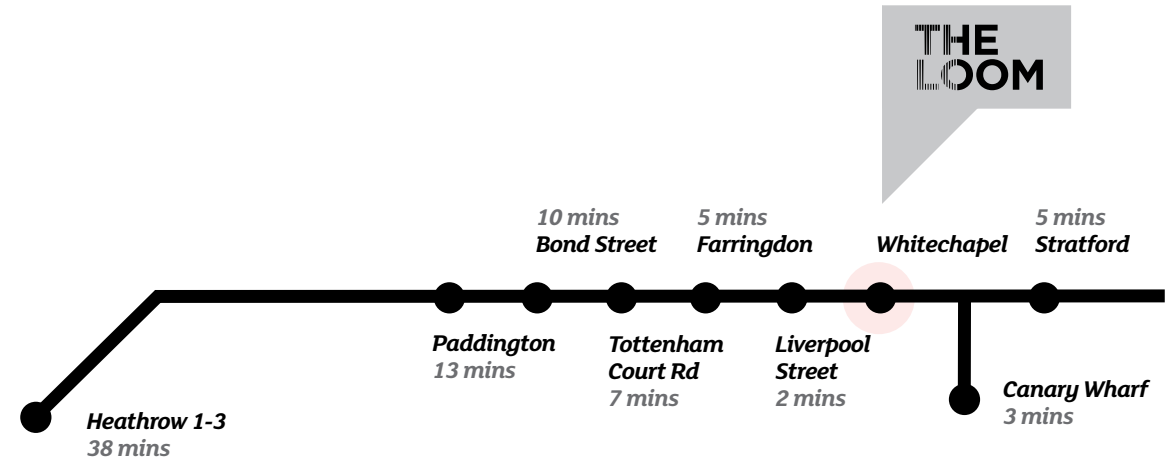 THE
LOOM
10 mins
Bond Street
5 mins
Farringdon
Whitechapel
5 mins
Stratford
Paddington
13 mins
Tottenham
Court Rd
7 mins
Liverpool
Street
2 mins
Canary Wharf
3 mins
Heathrow 1-3
38 mins